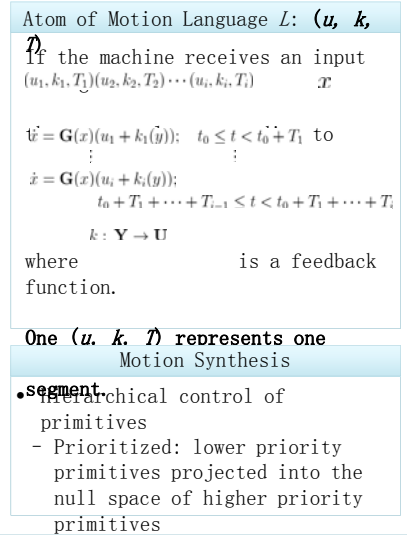 Atom of Motion Language L: (u, k,
T)
If the machine receives an input
(u₁, k₁, T₁)(u₂, k₂, T₂)⋯(uᵢ, kᵢ, Tᵢ) x
ẋ = G(x)(u₁ + k₁(y)); t₀ ≤ t < t₀ + T₁ to
⋮ ⋮
ẋ = G(x)(uᵢ + kᵢ(y));
t₀ + T₁ + ⋯ + Tᵢ₋₁ ≤ t < t₀ + T₁ + ⋯ + Tᵢ
k : Y → U
where is a feedback
function.
One (u, k, T) represents one
Motion Synthesis
segment.
• Hierarchical control of
primitives
– Prioritized: lower priority
primitives projected into the
null space of higher priority
primitives